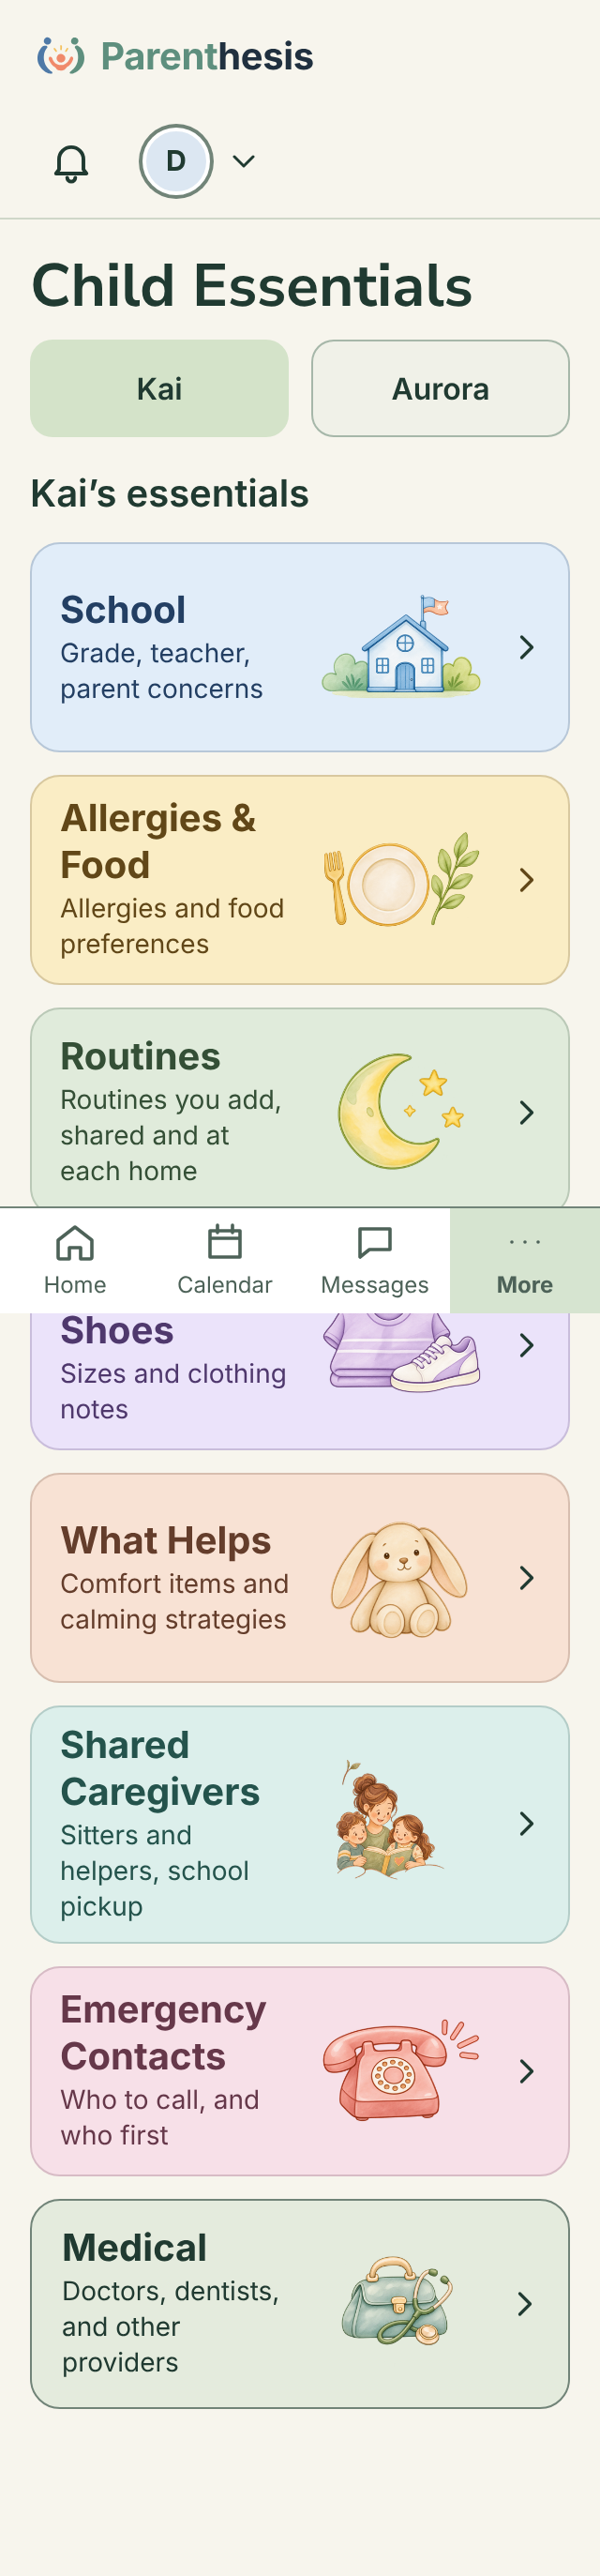 Parenthesis
D
Child Essentials
Kai
Aurora
Kai’s essentials
School
Grade, teacher,
parent concerns
Allergies &
Food
Allergies and food
preferences
Routines
Routines you add,
shared and at
each home
Home
Calendar
Messages
More
Shoes
Sizes and clothing
notes
What Helps
Comfort items and
calming strategies
Shared
Caregivers
Sitters and
helpers, school
pickup
Emergency
Contacts
Who to call, and
who first
Medical
Doctors, dentists,
and other
providers